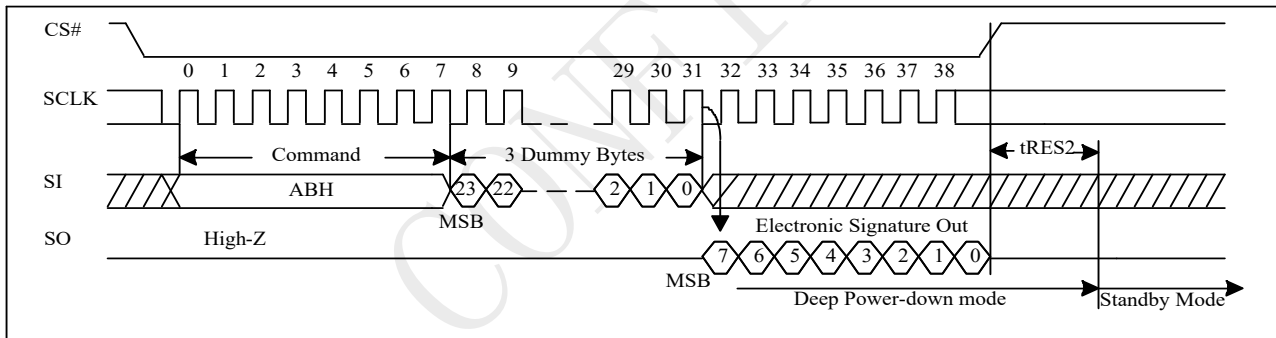 CONF
CS#
0 1 2 3 4 5 6 7 8 9 29 30 31 32 33 34 35 36 37 38
SCLK
Command 3 Dummy Bytes tRES2
SI ABH 23 22 2 1 0
MSB Electronic Signature Out
SO High-Z
7 6 5 4 3 2 1 0
MSB
Deep Power-down mode Standby Mode